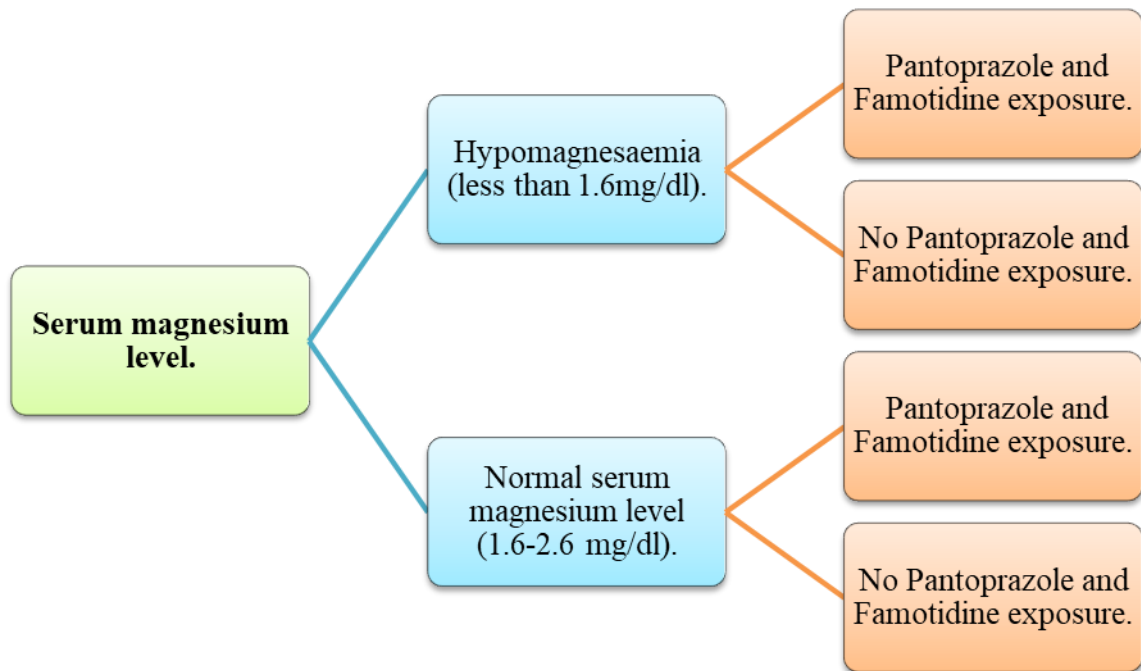 Serum magnesium
level.
Hypomagnesaemia
(less than 1.6mg/dl).
Normal serum
magnesium level
(1.6-2.6 mg/dl).
Pantoprazole and
Famotidine exposure.
No Pantoprazole and
Famotidine exposure.
Pantoprazole and
Famotidine exposure.
No Pantoprazole and
Famotidine exposure.